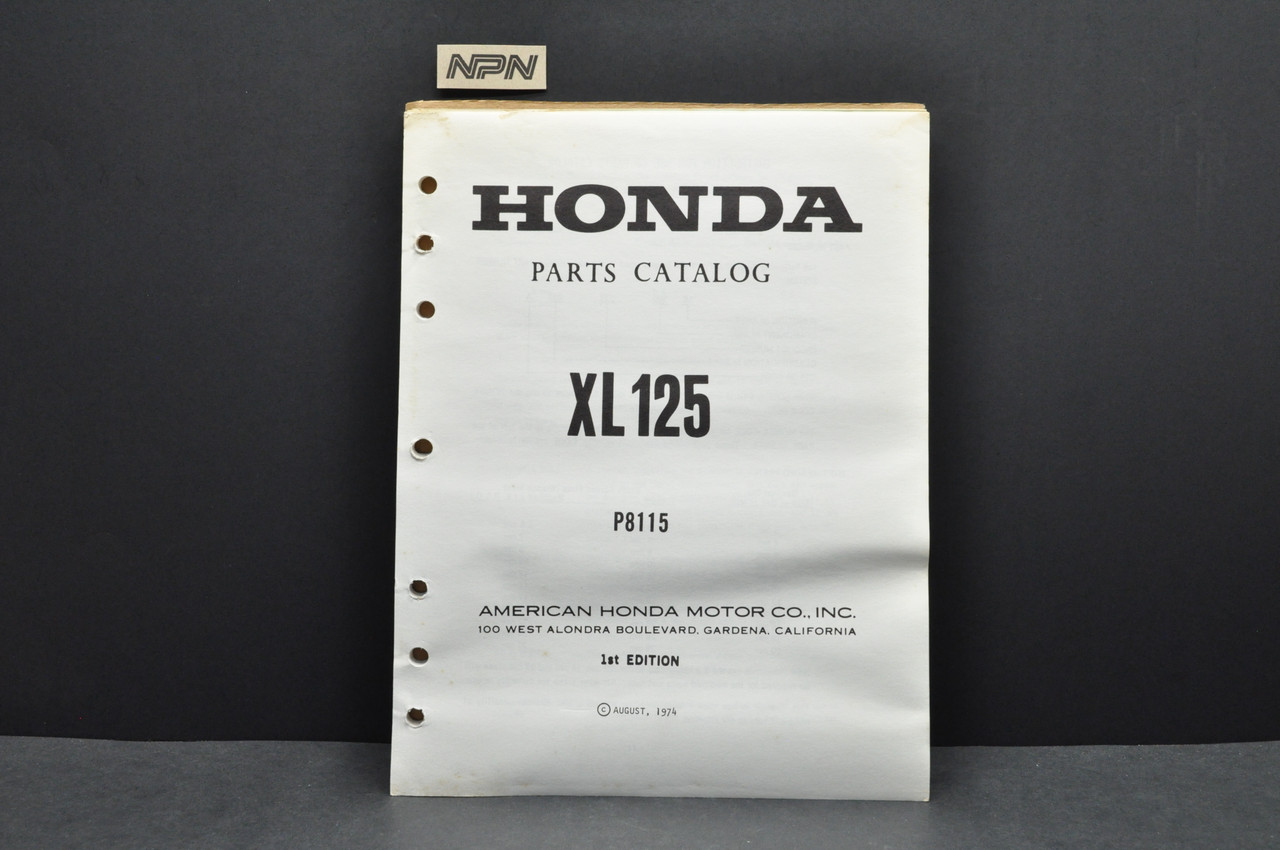 NPN
HONDA
PARTS CATALOG
XL125
P8115
AMERICAN HONDA MOTOR CO., INC.
100 WEST ALONDRA BOULEVARD, GARDENA, CALIFORNIA
1st EDITION
© AUGUST, 1974